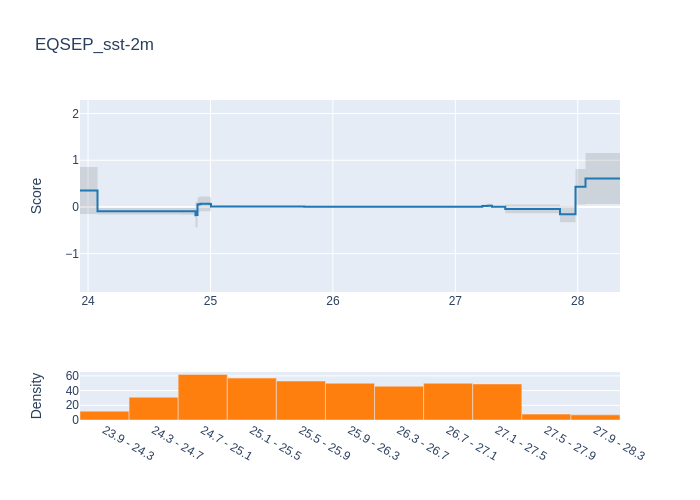 EQSEP_sst-2m
Score
2
1
0
−1
24
25
26
27
28
Density
60
40
20
0
23.9 - 24.3
24.3 - 24.7
24.7 - 25.1
25.1 - 25.5
25.5 - 25.9
25.9 - 26.3
26.3 - 26.7
26.7 - 27.1
27.1 - 27.5
27.5 - 27.9
27.9 - 28.3